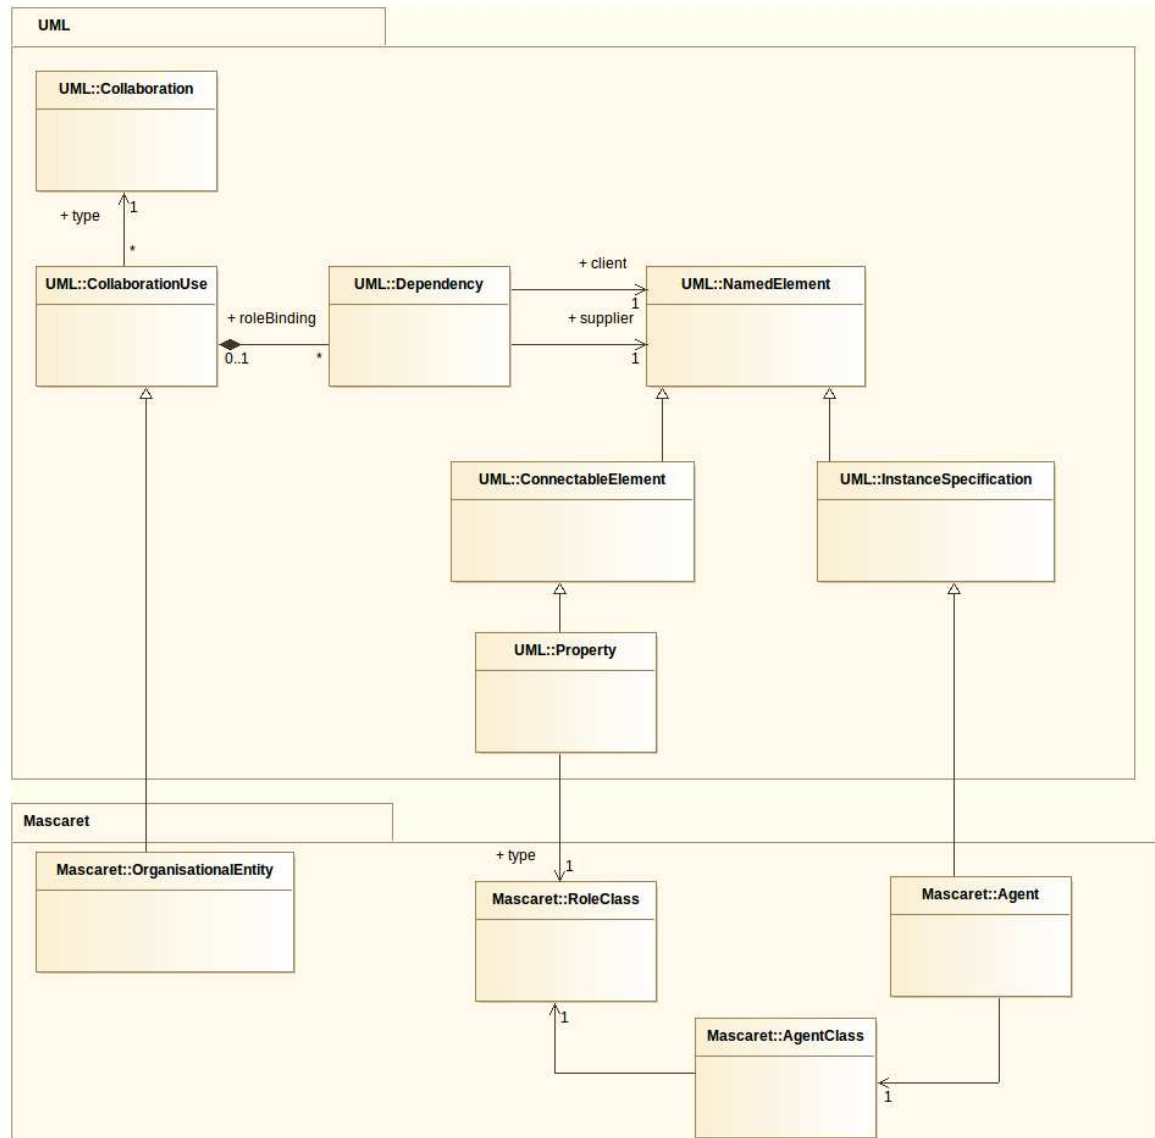 UML
UML::Collaboration
+ type
1
*
UML::CollaborationUse
UML::Dependency
+ client
1
UML::NamedElement
+ roleBinding
0..1
*
+ supplier
1
UML::ConnectableElement
UML::InstanceSpecification
UML::Property
Mascaret
+ type
1
Mascaret::OrganisationalEntity
Mascaret::RoleClass
Mascaret::Agent
1
Mascaret::AgentClass
1